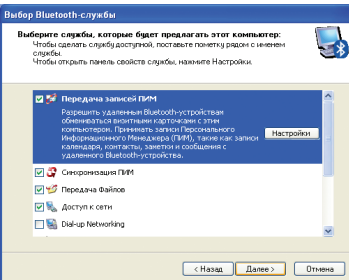 Выбор Bluetooth-службы
Выберите службы, которые будет предлагать этот компьютер:
Чтобы сделать службу доступной, поставьте пометку рядом с именем
службы.
Чтобы открыть панель свойств службы, нажмите Настройки.
Передача записей ПИМ
Разрешить удаленным Bluetooth-устройствам
обмениваться визитными карточками с этим
компьютером. Принимать записи Персонального
Информационного Менеджера (ПИМ), такие как записи
календаря, контакты, заметки и сообщения с
удаленного Bluetooth-устройства.
Настройки
Синхронизация ПИМ
Передача Файлов
Доступ к сети
Dial-up Networking
< Назад
Далее >
Отмена